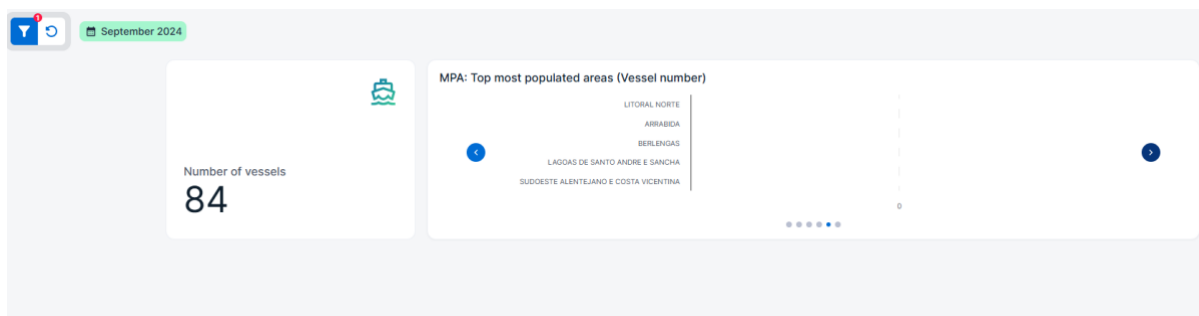 1
September 2024
Number of vessels
84
MPA: Top most populated areas (Vessel number)
LITORAL NORTE
ARRABIDA
BERLENGAS
LAGOAS DE SANTO ANDRE E SANCHA
SUDOESTE ALENTEJANO E COSTA VICENTINA
0